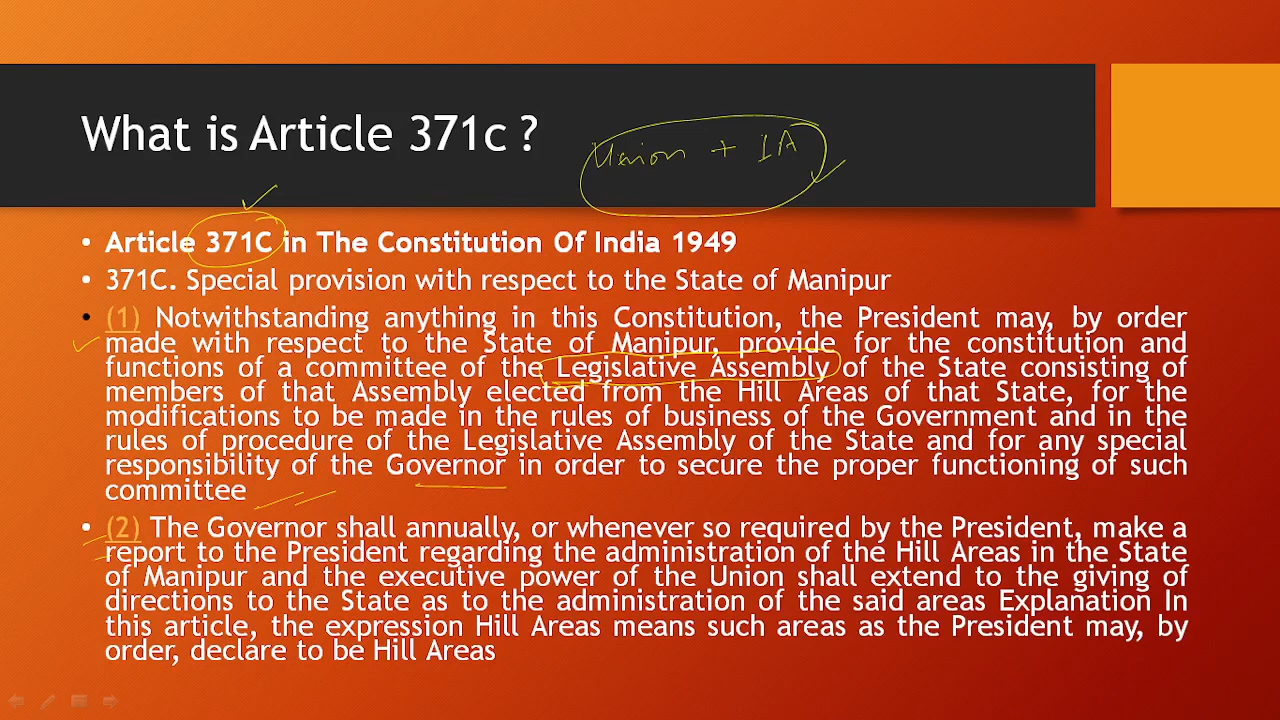 What is Article 371c ?
Union + IA
• Article 371C in The Constitution Of India 1949
• 371C. Special provision with respect to the State of Manipur
• (1) Notwithstanding anything in this Constitution, the President may, by order
made with respect to the State of Manipur, provide for the constitution and
functions of a committee of the Legislative Assembly of the State consisting of
members of that Assembly elected from the Hill Areas of that State, for the
modifications to be made in the rules of business of the Government and in the
rules of procedure of the Legislative Assembly of the State and for any special
responsibility of the Governor in order to secure the proper functioning of such
committee
• (2) The Governor shall annually, or whenever so required by the President, make a
report to the President regarding the administration of the Hill Areas in the State
of Manipur and the executive power of the Union shall extend to the giving of
directions to the State as to the administration of the said areas Explanation In
this article, the expression Hill Areas means such areas as the President may, by
order, declare to be Hill Areas